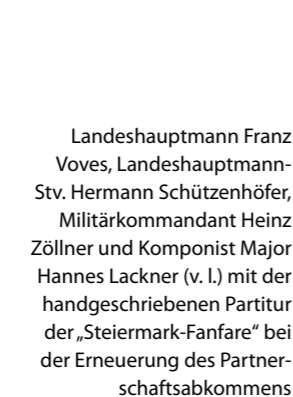 Landeshauptmann Franz
Voves, Landeshauptmann-
Stv. Hermann Schützenhöfer,
Militärkommandant Heinz
Zöllner und Komponist Major
Hannes Lackner (v. l.) mit der
handgeschriebenen Partitur
der „Steiermark-Fanfare“ bei
der Erneuerung des Partner-
schaftsabkommens